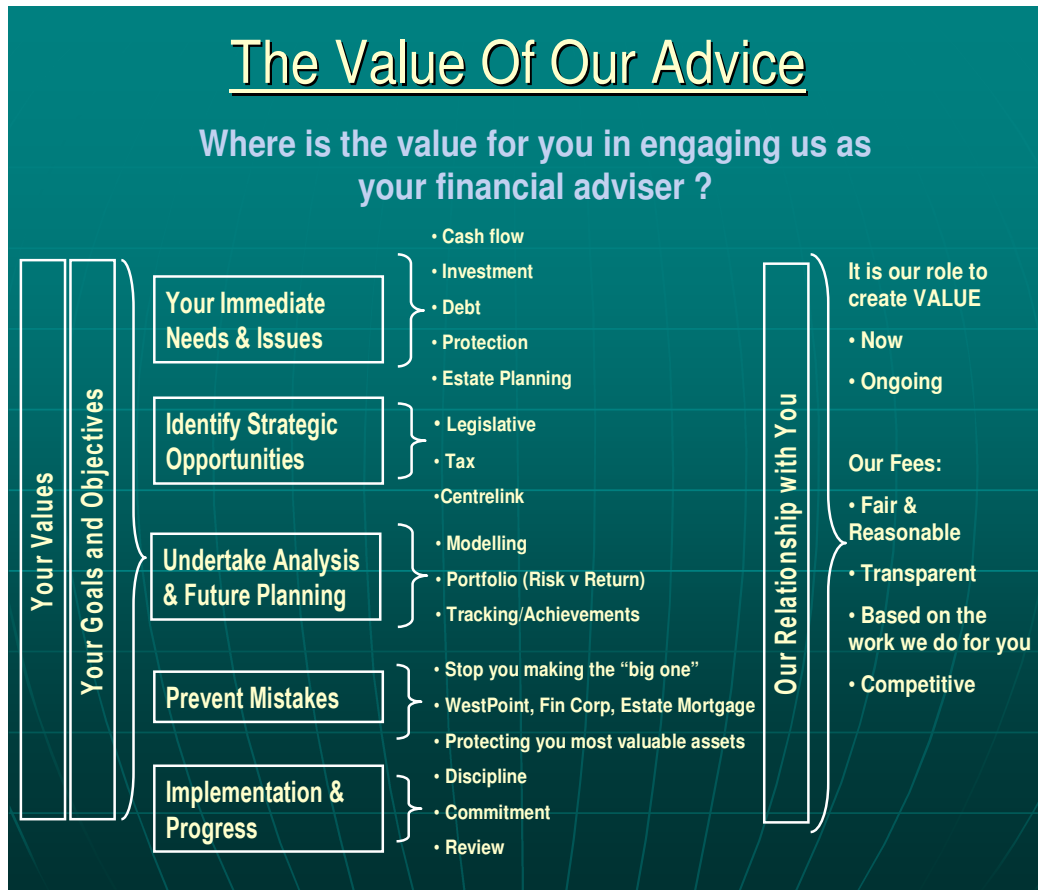 The Value Of Our Advice
Where is the value for you in engaging us as
your financial adviser ?
Your Values
Your Goals and Objectives
Your Immediate
Needs & Issues
• Cash flow
• Investment
• Debt
• Protection
• Estate Planning
Identify Strategic
Opportunities
• Legislative
• Tax
•Centrelink
Undertake Analysis
& Future Planning
• Modelling
• Portfolio (Risk v Return)
• Tracking/Achievements
Prevent Mistakes
• Stop you making the “big one”
• WestPoint, Fin Corp, Estate Mortgage
• Protecting you most valuable assets
Implementation &
Progress
• Discipline
• Commitment
• Review
Our Relationship with You
It is our role to
create VALUE
• Now
• Ongoing
Our Fees:
• Fair &
Reasonable
• Transparent
• Based on the
work we do for you
• Competitive